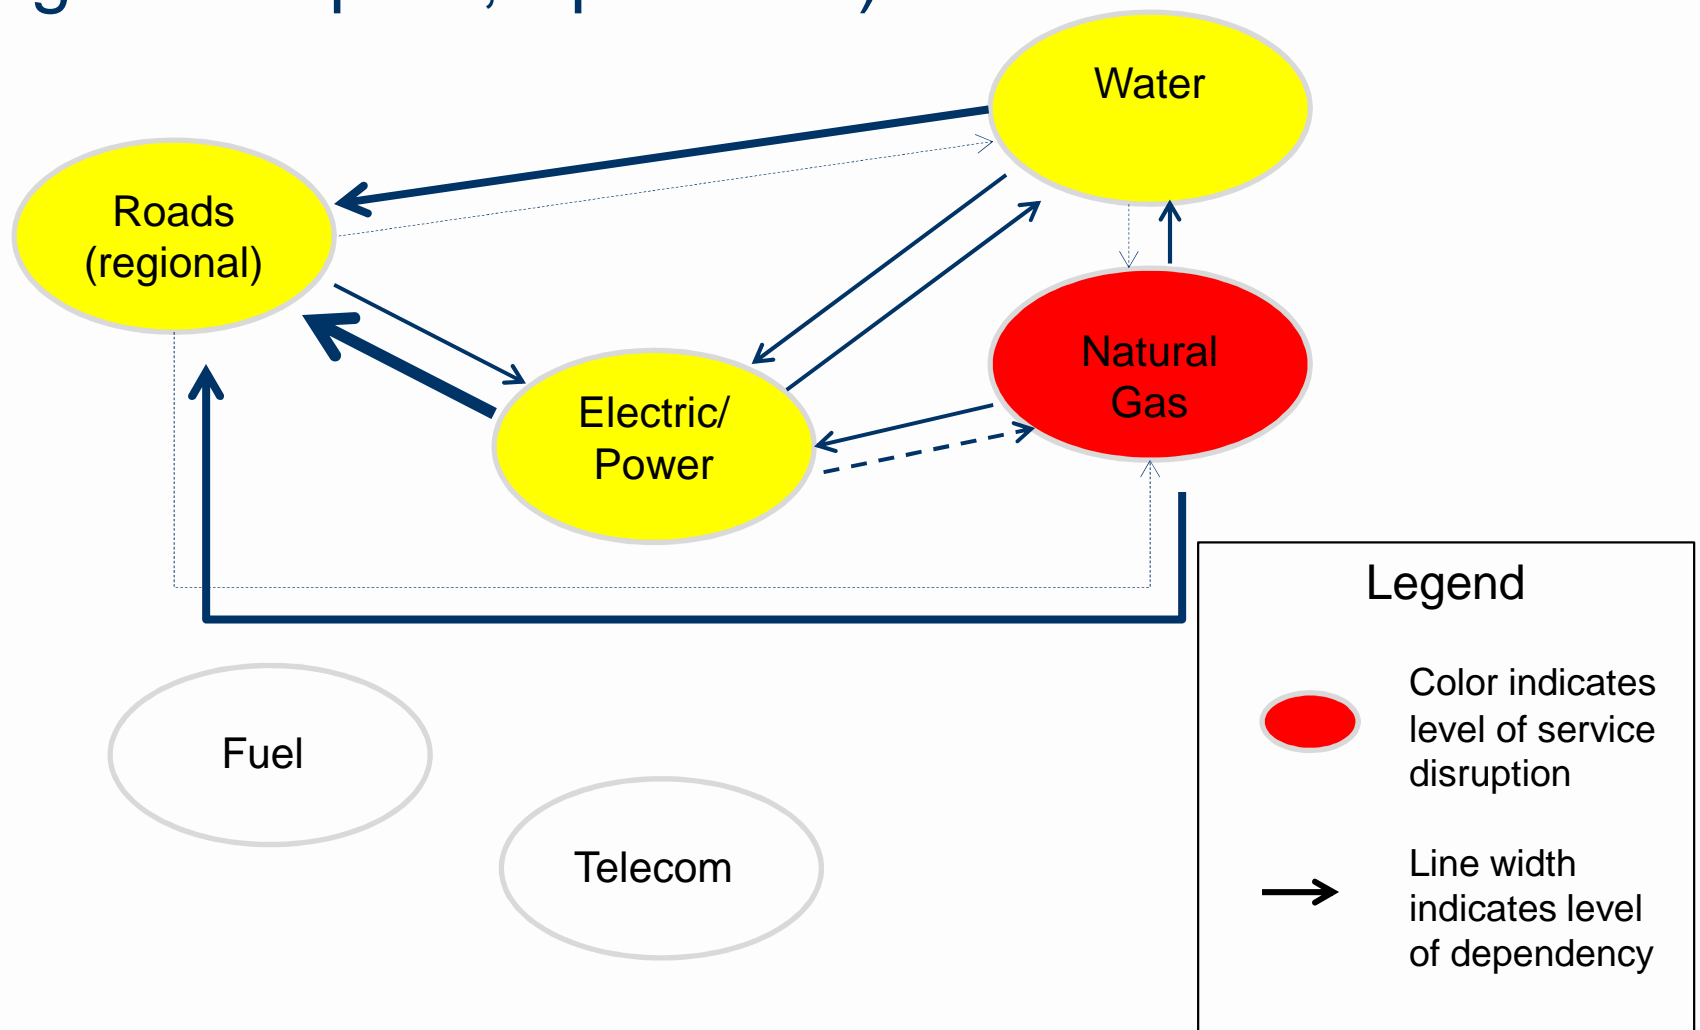 Water
Roads
(regional)
Natural
Gas
Electric/
Power
Legend
Color indicates
level of service
disruption
Fuel
Telecom
Line width
indicates level
of dependency